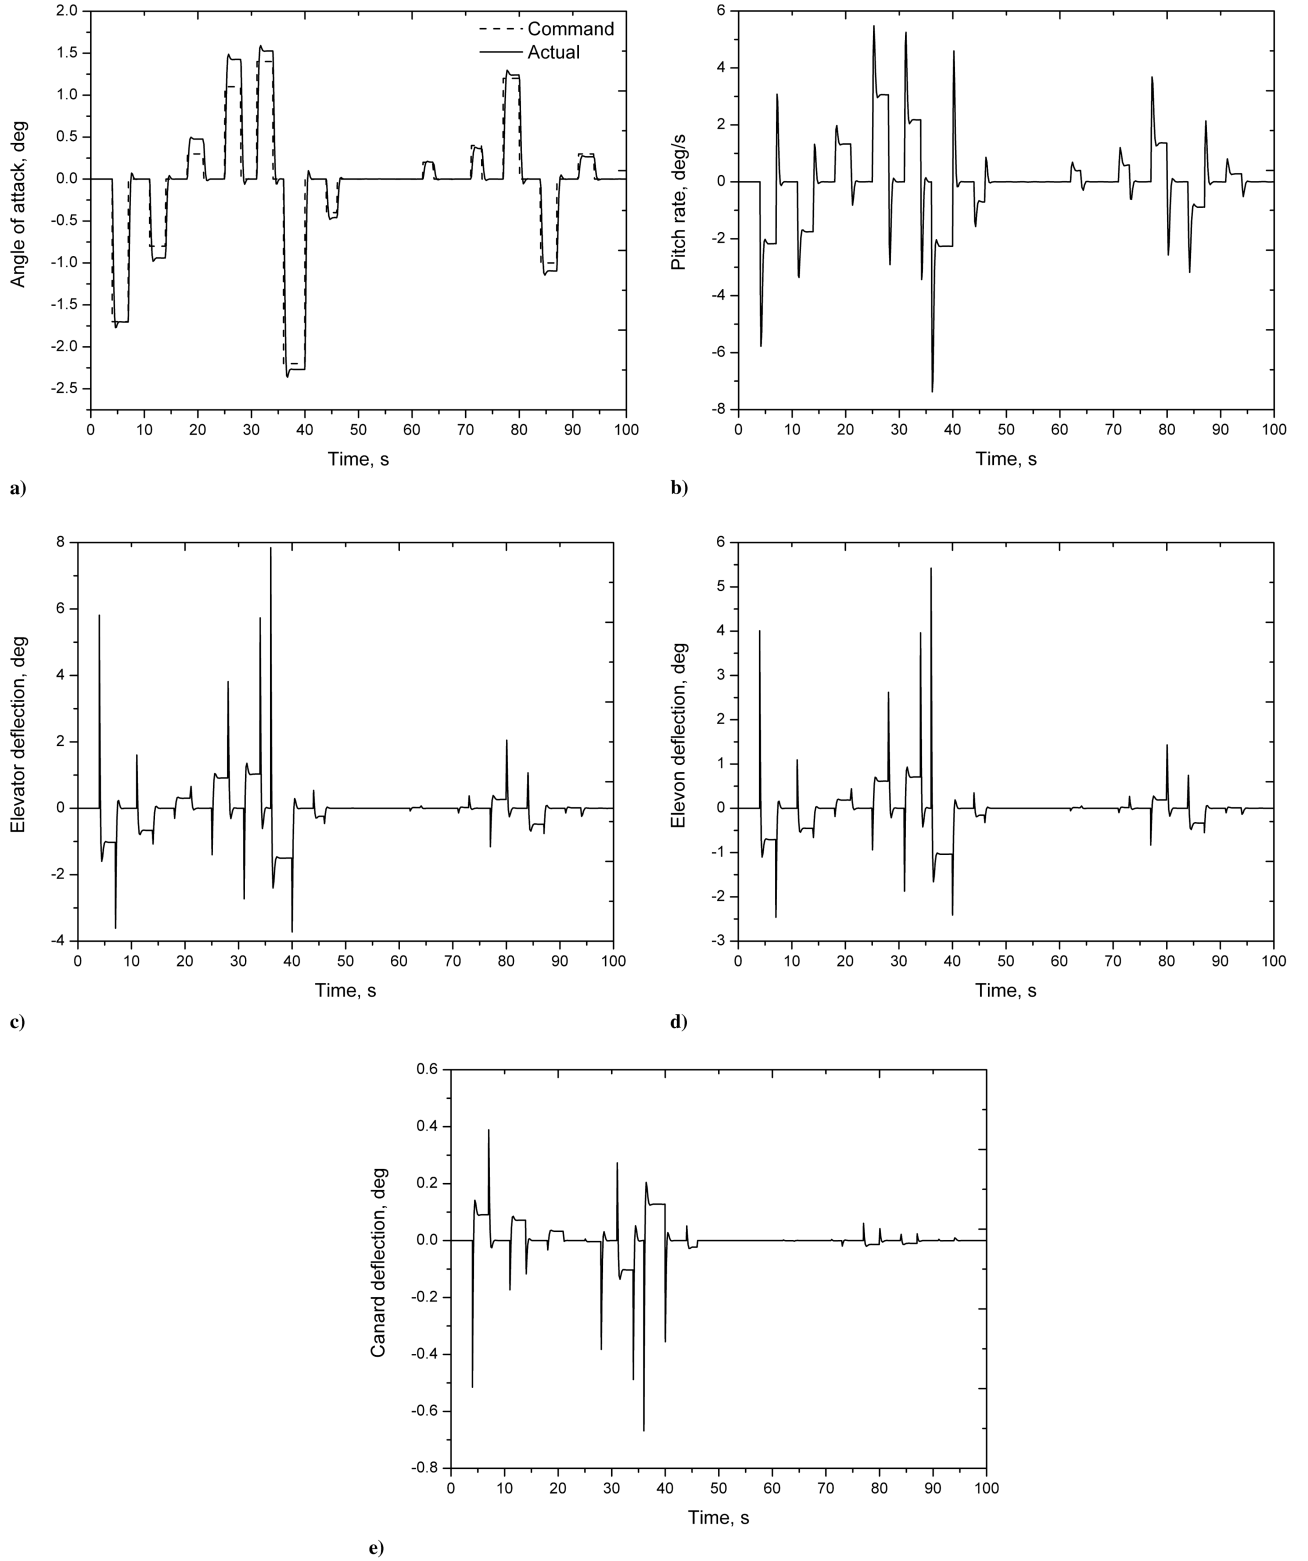 2.0
1.5
1.0
0.5
0.0
-0.5
-1.0
-1.5
-2.0
-2.5
Angle of attack, deg
Command
Actual
0 10 20 30 40 50 60 70 80 90 100
Time, s
a)
6
4
2
0
-2
-4
-6
-8
Pitch rate, deg/s
0 10 20 30 40 50 60 70 80 90 100
Time, s
b)
8
6
4
2
0
-2
-4
Elevator deflection, deg
0 10 20 30 40 50 60 70 80 90 100
Time, s
c)
6
5
4
3
2
1
0
-1
-2
-3
Elevon deflection, deg
0 10 20 30 40 50 60 70 80 90 100
Time, s
d)
0.6
0.4
0.2
0.0
-0.2
-0.4
-0.6
-0.8
Canard deflection, deg
0 10 20 30 40 50 60 70 80 90 100
Time, s
e)